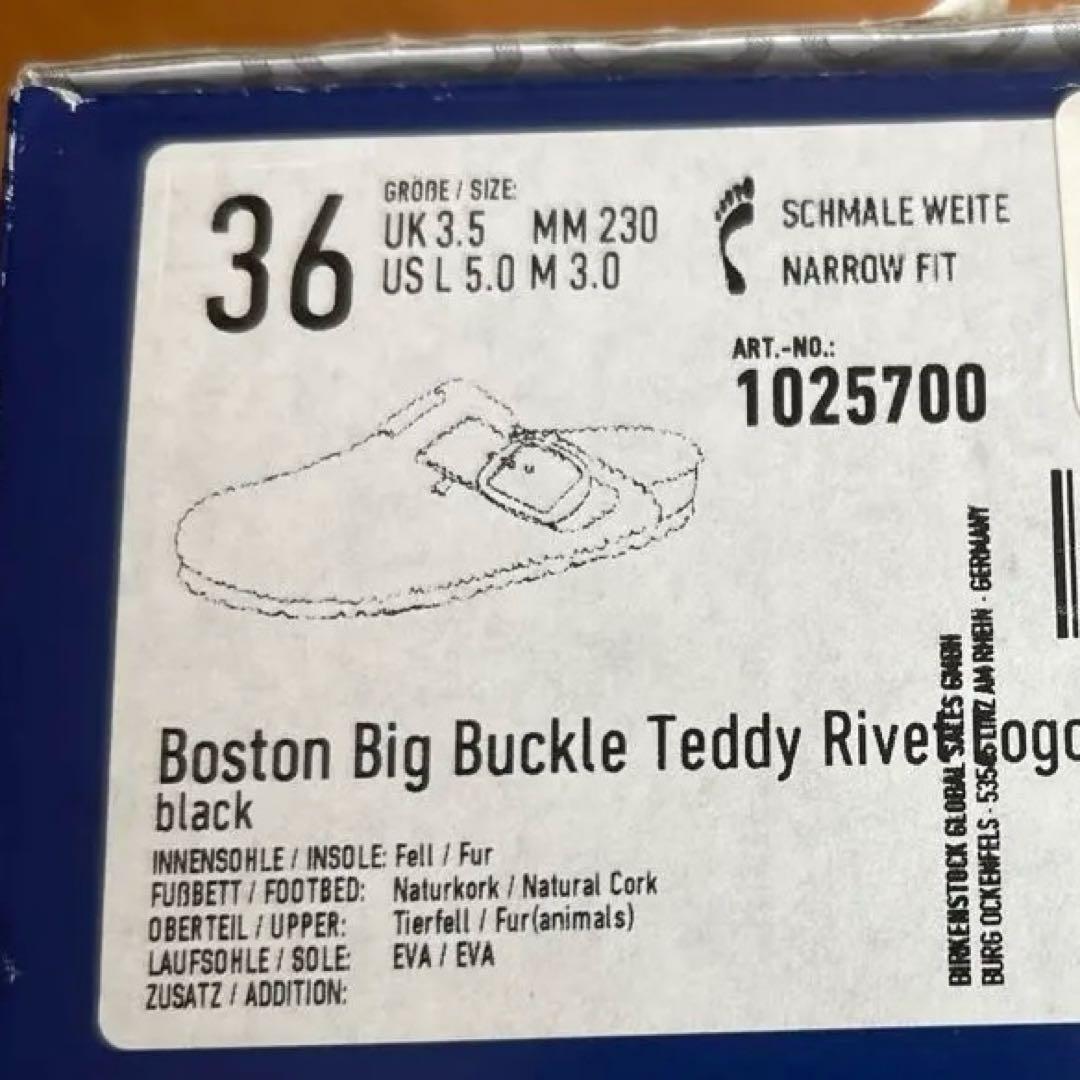 36
GRÖßE / SIZE:
UK 3.5 MM 230
US L 5.0 M 3.0
SCHMALE WEITE
NARROW FIT
ART.-NO.:
1025700
Boston Big Buckle Teddy Rivet
black
INNENSOHLE / INSOLE: Fell / Fur
FUßBETT / FOOTBED: Naturkork / Natural Cork
OBERTEIL / UPPER: Tierfell / Fur(animals)
LAUFSOHLE / SOLE: EVA / EVA
ZUSATZ / ADDITION:
BIRKENSTOCK GLOBAL SALES GMBH
BURG OCKENFELS - 53545 LINZ AM RHEIN - GERMANY